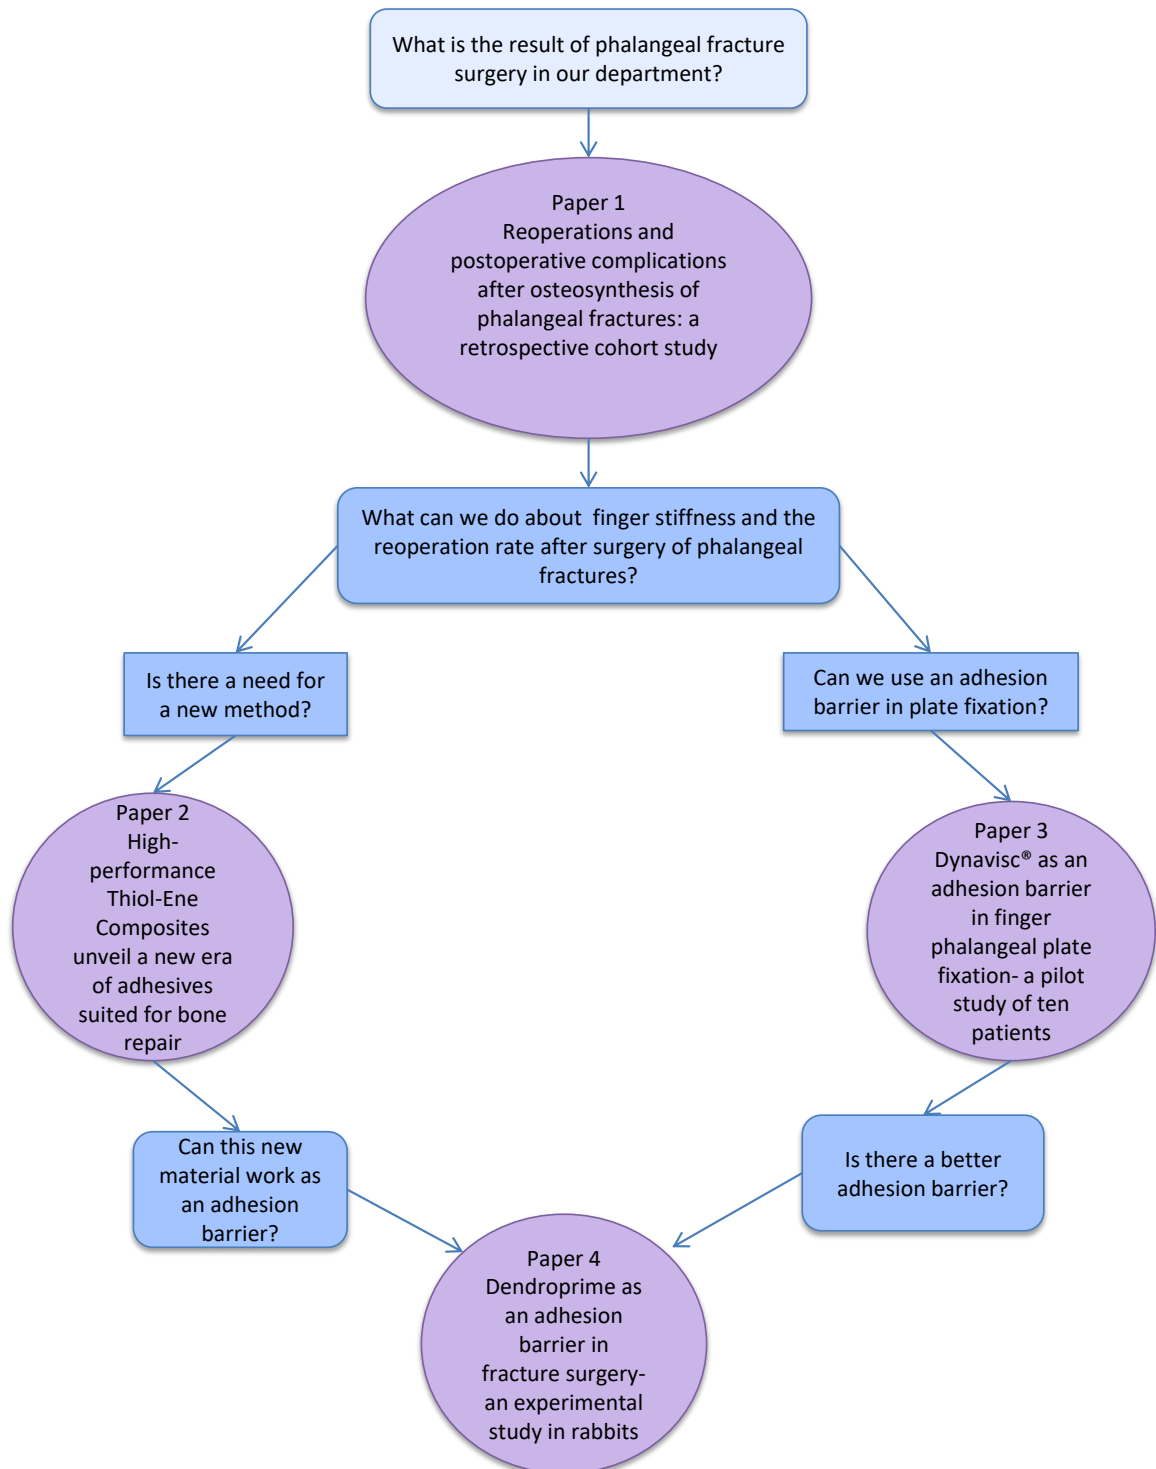 What is the result of phalangeal fracture
surgery in our department?
Paper 1
Reoperations and
postoperative complications
after osteosynthesis of
phalangeal fractures: a
retrospective cohort study
What can we do about  finger stiffness and the
reoperation rate after surgery of phalangeal
fractures?
Is there a need for
a new method?
Can we use an adhesion
barrier in plate fixation?
Paper 2
High-
performance
Thiol-Ene
Composites
unveil a new era
of adhesives
suited for bone
repair
Paper 3
Dynavisc® as an
adhesion barrier
in finger
phalangeal plate
fixation- a pilot
study of ten
patients
Can this new
material work as
an adhesion
barrier?
Is there a better
adhesion barrier?
Paper 4
Dendroprime as
an adhesion
barrier in
fracture surgery-
an experimental
study in rabbits